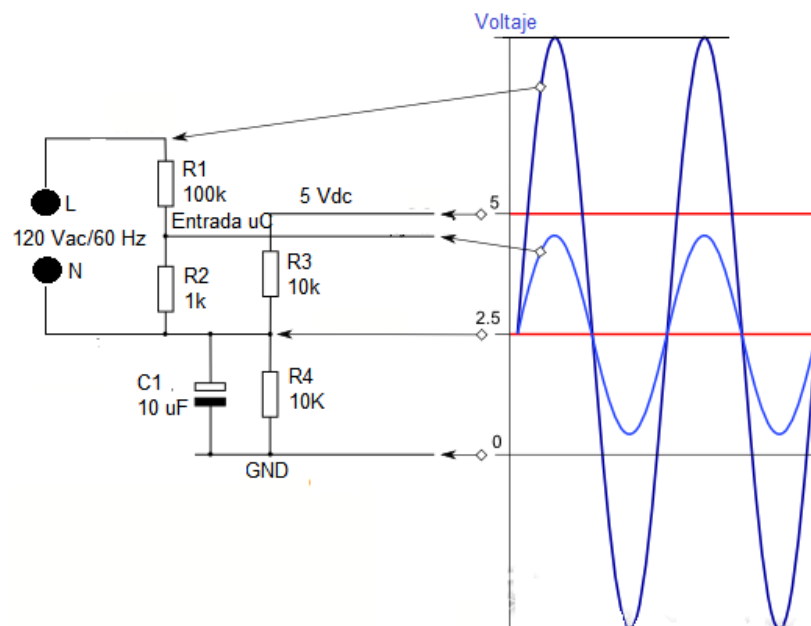 Voltaje
R1
100k
L
5 Vdc
5
Entrada uC
120 Vac/60 Hz
N
R2
1k
R3
10k
2.5
C1
10 uF
R4
10K
0
GND